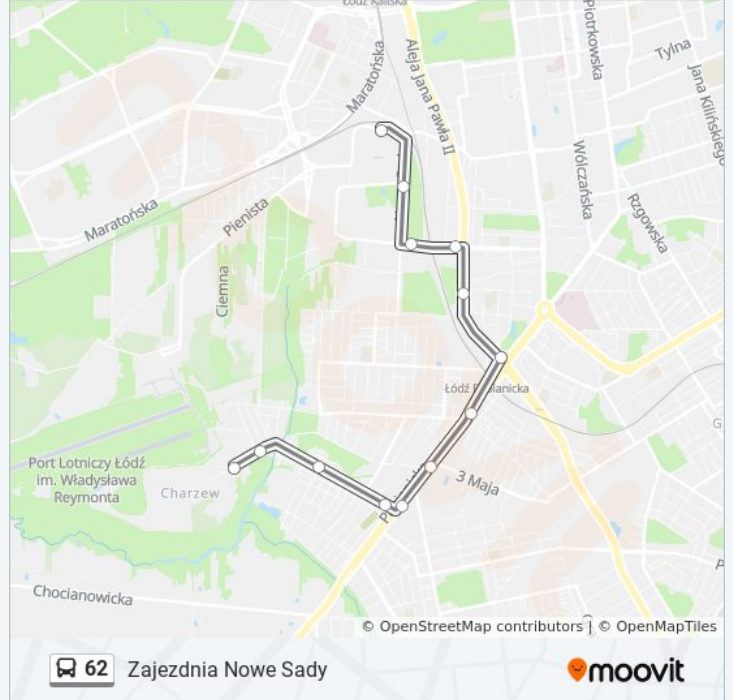 Łódź Kaliska
Piotrkowska
Tylna
Maratońska
Aleja Jana Pawła II
Jana Kilińskiego
Wólczańska
Rzgowska
Maratońska
Pienista
Ciemna
Łódź Pabianicka
Port Lotniczy Łódź
im. Władysława
Reymonta
Charzew
3 Maja
Chocianowicka
© OpenStreetMap contributors | © OpenMapTiles
62 Zajezdnia Nowe Sady
moovit